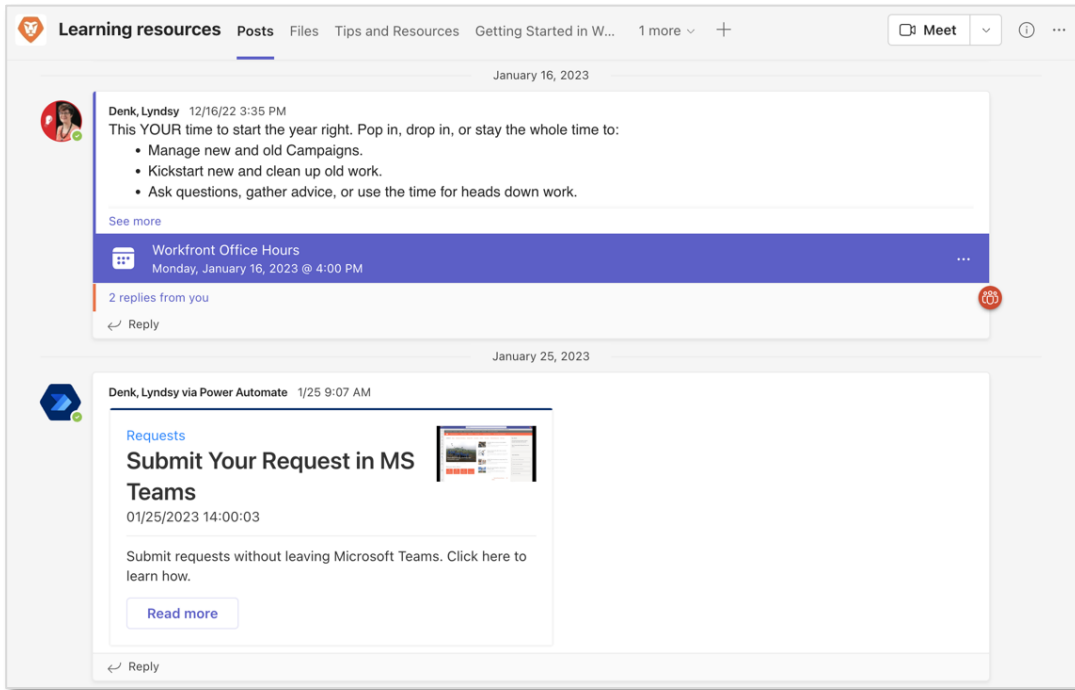 Learning resources Posts Files Tips and Resources Getting Started in W... 1 more Meet
January 16, 2023
Denk, Lyndsy 12/16/22 3:35 PM
This YOUR time to start the year right. Pop in, drop in, or stay the whole time to:
• Manage new and old Campaigns.
• Kickstart new and clean up old work.
• Ask questions, gather advice, or use the time for heads down work.
See more
Workfront Office Hours
Monday, January 16, 2023 @ 4:00 PM
2 replies from you
Reply
January 25, 2023
Denk, Lyndsy via Power Automate 1/25 9:07 AM
Requests
Submit Your Request in MS
Teams
01/25/2023 14:00:03
Submit requests without leaving Microsoft Teams. Click here to
learn how.
Read more
Reply